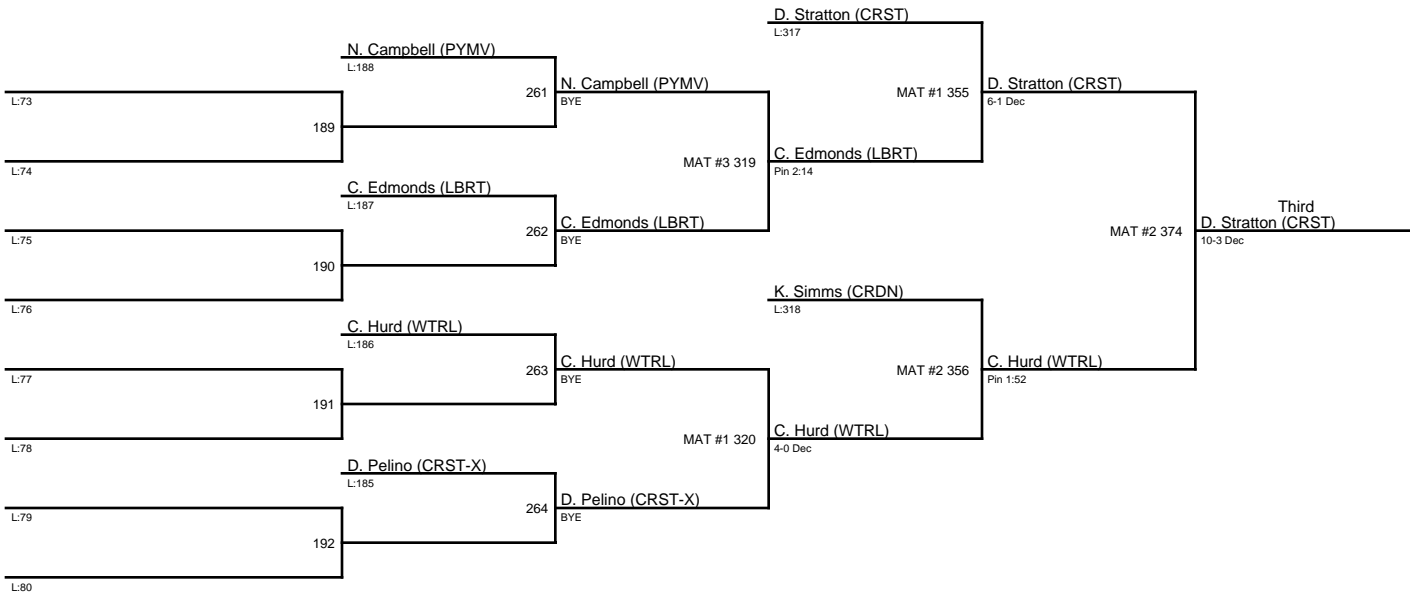 D. Stratton (CRST)
L:317
N. Campbell (PYMV)
L:188
261
N. Campbell (PYMV)
BYE
MAT #1 355
D. Stratton (CRST)
6-1 Dec
L:73
189
L:74
MAT #3 319
C. Edmonds (LBRT)
Pin 2:14
C. Edmonds (LBRT)
L:187
262
C. Edmonds (LBRT)
BYE
L:75
190
L:76
MAT #2 374
Third
D. Stratton (CRST)
10-3 Dec
K. Simms (CRDN)
L:318
C. Hurd (WTRL)
L:186
263
C. Hurd (WTRL)
BYE
MAT #2 356
C. Hurd (WTRL)
Pin 1:52
L:77
191
L:78
MAT #1 320
C. Hurd (WTRL)
4-0 Dec
D. Pelino (CRST-X)
L:185
264
D. Pelino (CRST-X)
BYE
L:79
192
L:80